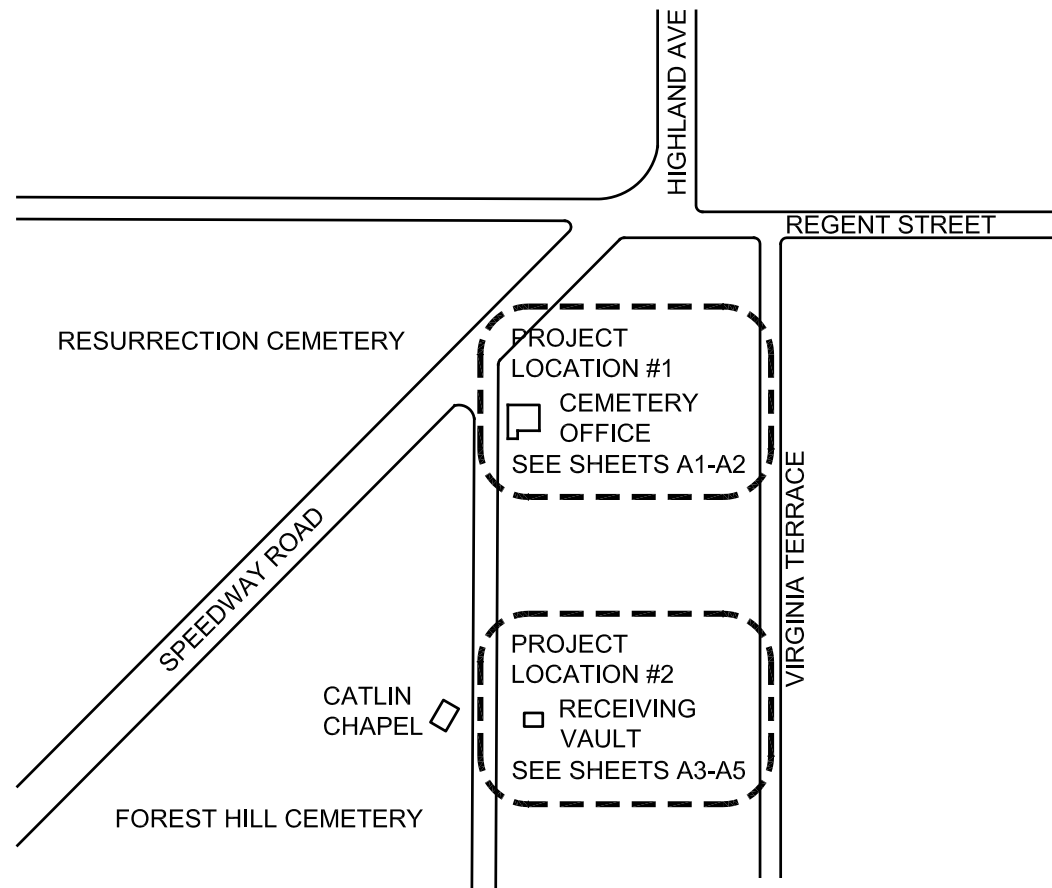 HIGHLAND AVE
REGENT STREET
RESURRECTION CEMETERY
PROJECT
LOCATION #1
CEMETERY
OFFICE
SEE SHEETS A1-A2
SPEEDWAY ROAD
VIRGINIA TERRACE
PROJECT
LOCATION #2
CATLIN
CHAPEL
RECEIVING
VAULT
SEE SHEETS A3-A5
FOREST HILL CEMETERY